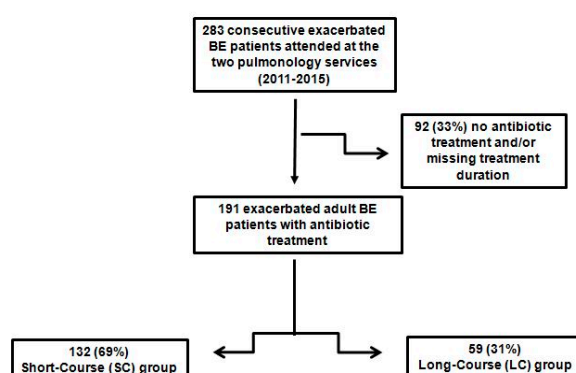 283 consecutive exacerbated
BE patients attended at the
two pulmonology services
(2011-2015)
92 (33%) no antibiotic
treatment and/or
missing treatment
duration
191 exacerbated adult BE
patients with antibiotic
treatment
132 (69%)
Short-Course (SC) group
59 (31%)
Long-Course (LC) group